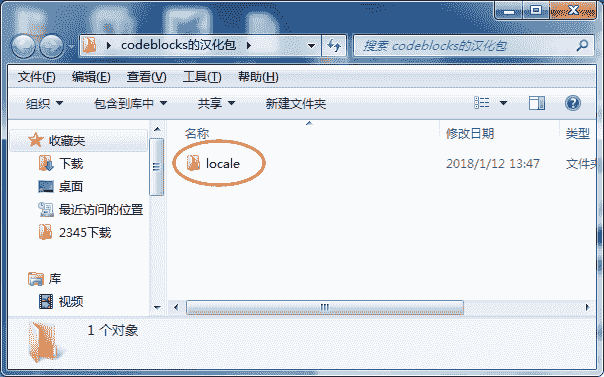 codeblocks的汉化包
搜索 codeblocks的汉化包
文件(F) 编辑(E) 查看(V) 工具(T) 帮助(H)
组织 包含到库中 共享 新建文件夹
名称 修改日期 类型
收藏夹
下载
桌面
最近访问的位置
2345下载
库
视频
locale 2018/1/12 13:47 文件夹
1 个对象